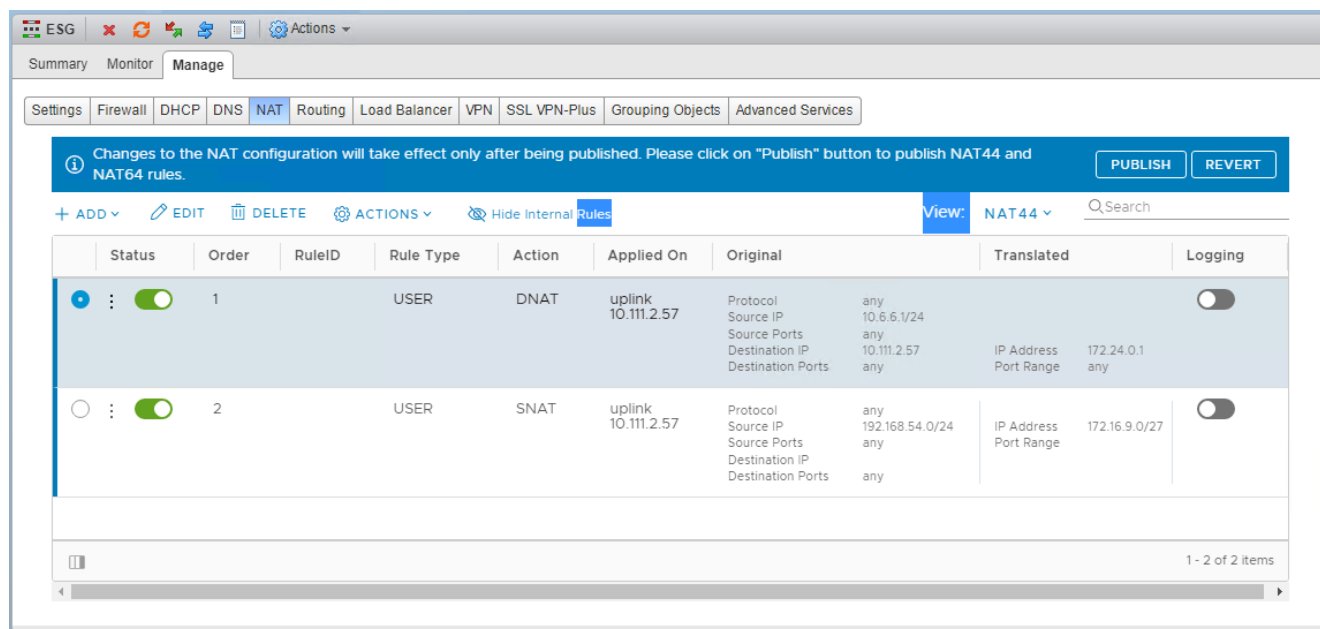 ESG Actions
Summary Monitor Manage
Settings Firewall DHCP DNS NAT Routing Load Balancer VPN SSL VPN-Plus Grouping Objects Advanced Services
Changes to the NAT configuration will take effect only after being published. Please click on "Publish" button to publish NAT44 and
NAT64 rules.
PUBLISH REVERT
+ ADD EDIT DELETE ACTIONS Hide Internal Rules View: NAT44 Search
Status Order RuleID Rule Type Action Applied On Original Translated Logging
1 USER DNAT uplink
10.111.2.57
Protocol any
Source IP 10.6.6.1/24
Source Ports any
Destination IP 10.111.2.57 IP Address 172.24.0.1
Destination Ports any Port Range any
2 USER SNAT uplink
10.111.2.57
Protocol any
Source IP 192.168.54.0/24 IP Address 172.16.9.0/27
Source Ports any Port Range
Destination IP
Destination Ports any
1 - 2 of 2 items